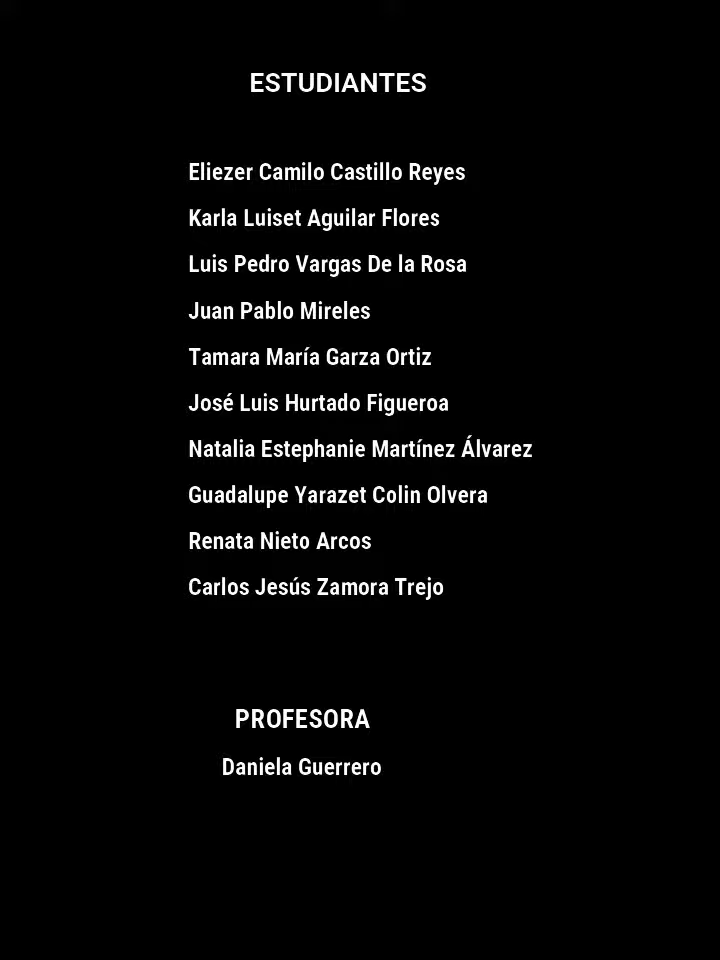 ESTUDIANTES
Eliezer Camilo Castillo Reyes
Karla Luiset Aguilar Flores
Luis Pedro Vargas De la Rosa
Juan Pablo Mireles
Tamara María Garza Ortiz
José Luis Hurtado Figueroa
Natalia Estephanie Martínez Álvarez
Guadalupe Yarazet Colin Olvera
Renata Nieto Arcos
Carlos Jesús Zamora Trejo
PROFESORA
Daniela Guerrero